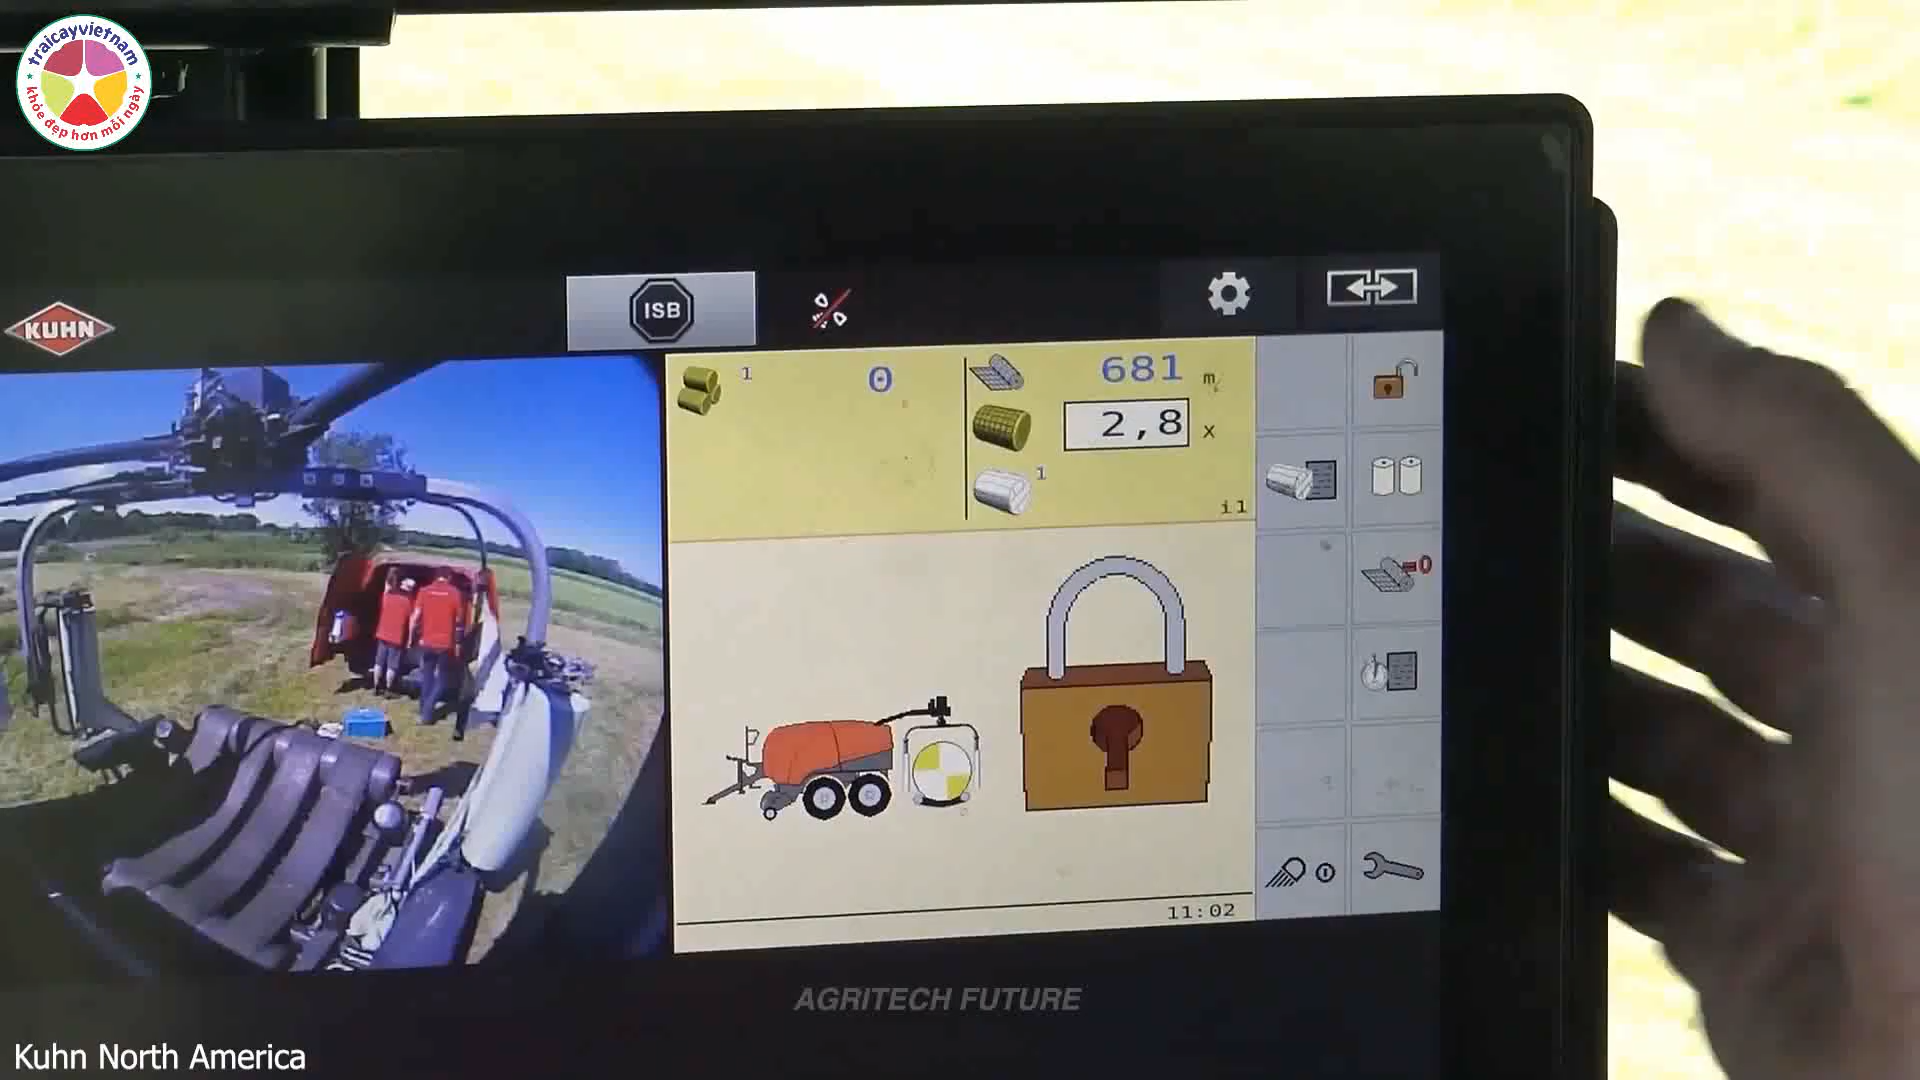 traicayvietnam
khỏe đẹp hơn mỗi ngày
KUHN
ISB
1
0
681 m
2,8 x
1
i1
0
11:02
AGRITECH FUTURE
Kuhn North America